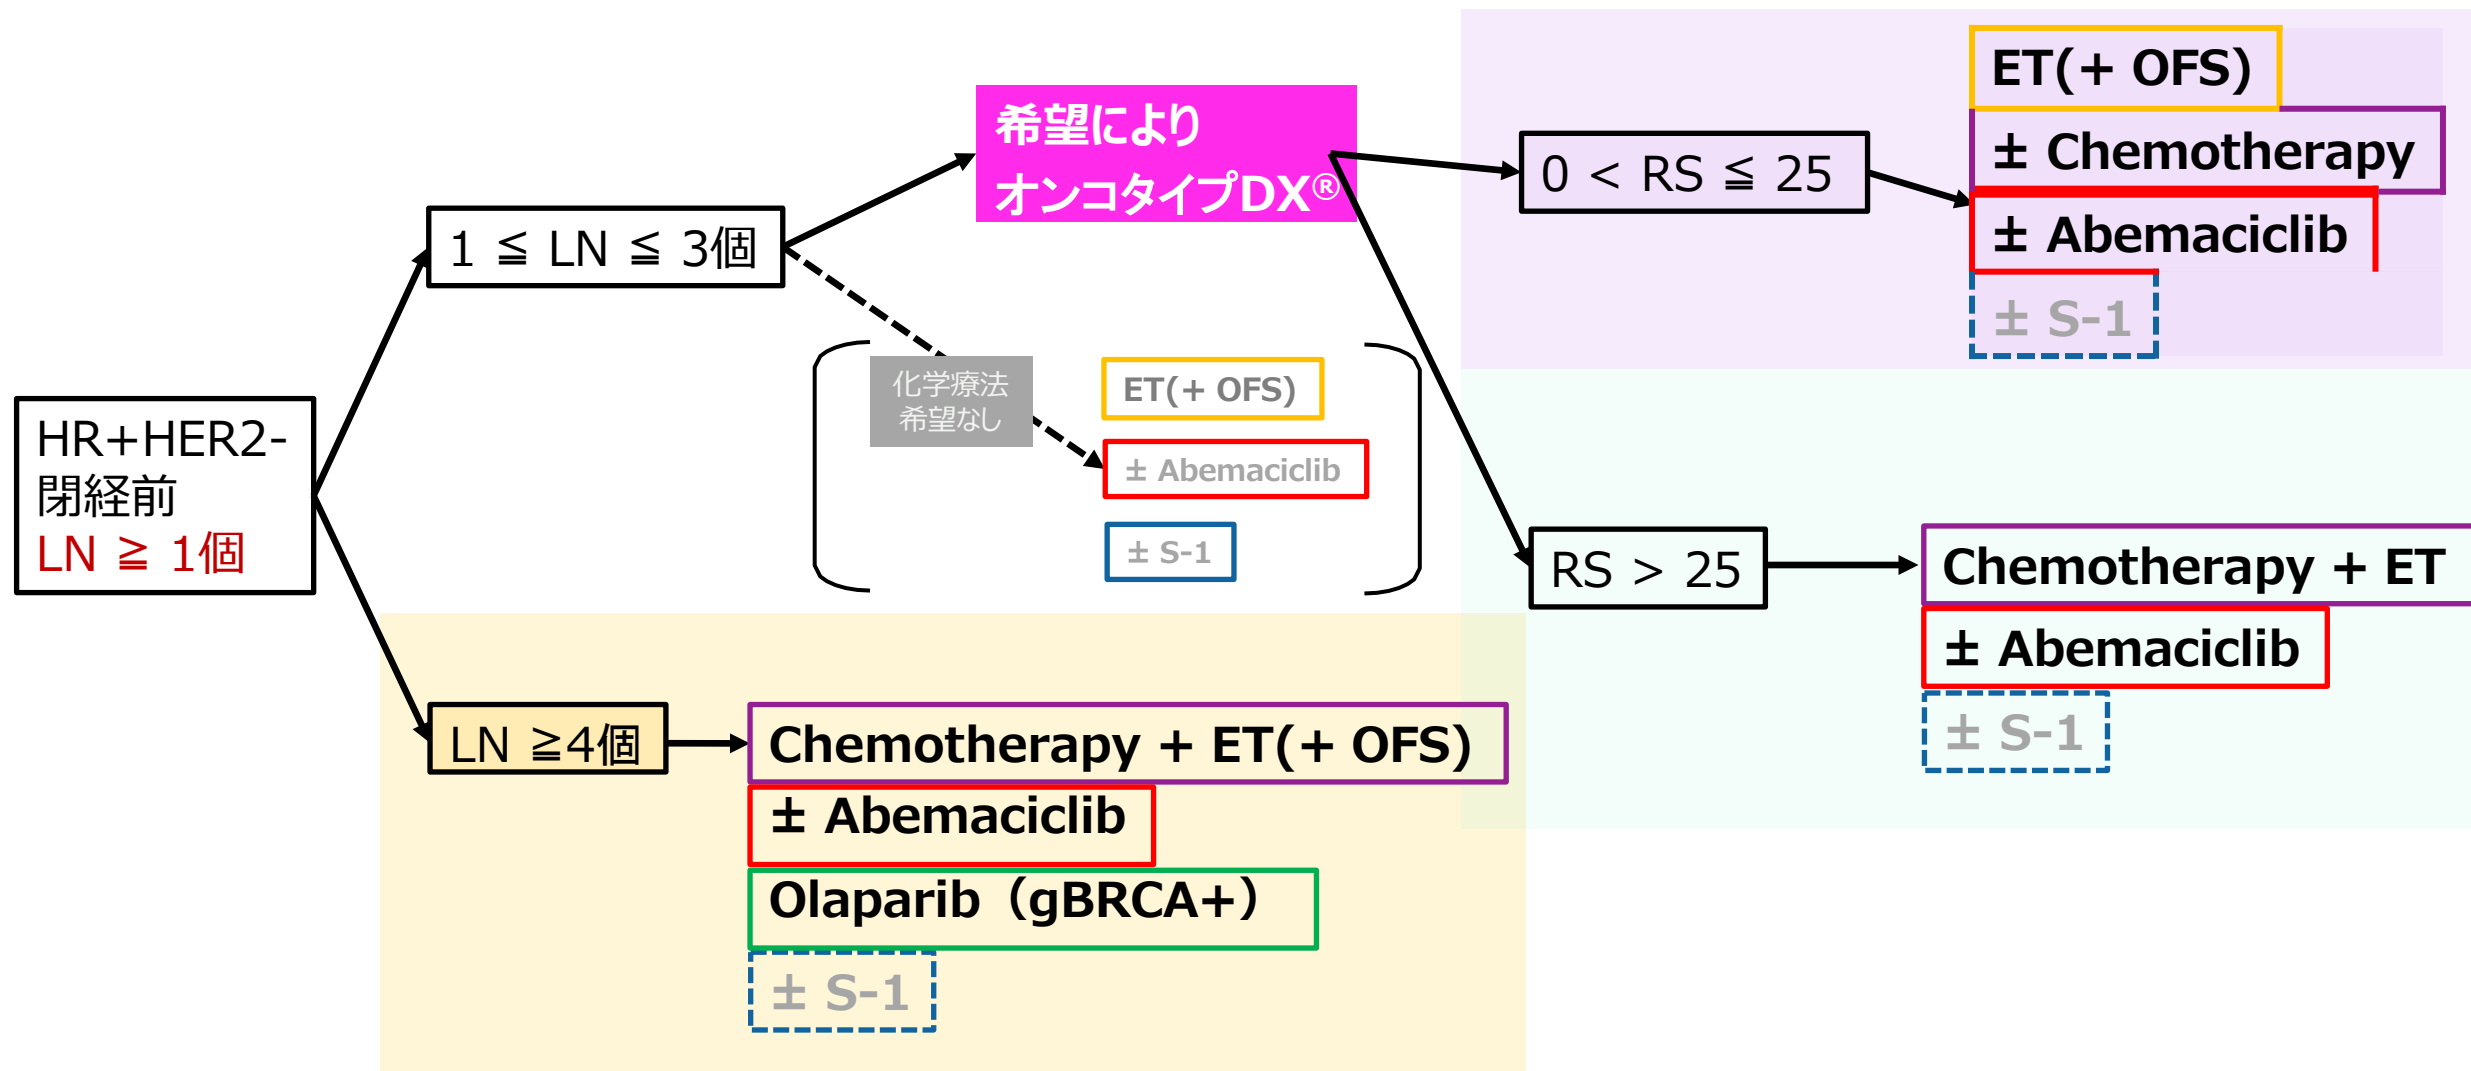 HR+HER2-
閉経前
LN ≧ 1個
1 ≦ LN ≦ 3個
希望により
オンコタイプDX®
0 < RS ≦ 25
ET(+ OFS)
± Chemotherapy
± Abemaciclib
± S-1
化学療法
希望なし
ET(+ OFS)
± Abemaciclib
± S-1
RS > 25
Chemotherapy + ET
± Abemaciclib
± S-1
LN ≧4個
Chemotherapy + ET(+ OFS)
± Abemaciclib
Olaparib（gBRCA+）
± S-1